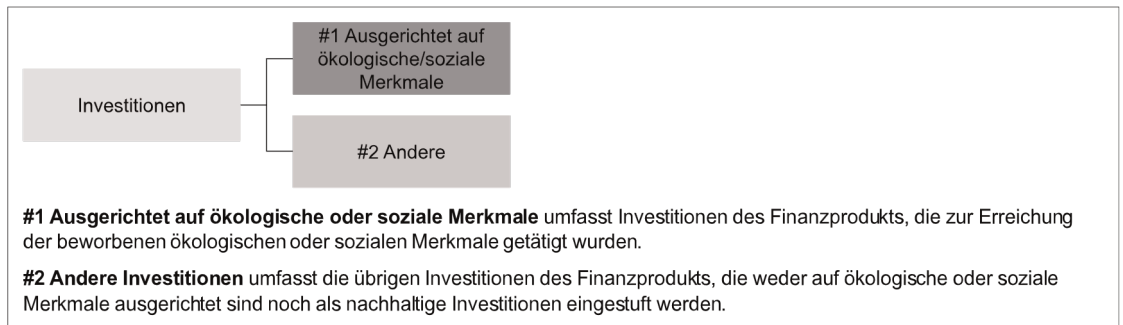 #1 Ausgerichtet auf
ökologische/soziale
Merkmale
Investitionen
#2 Andere
#1 Ausgerichtet auf ökologische oder soziale Merkmale umfasst Investitionen des Finanzprodukts, die zur Erreichung
der beworbenen ökologischen oder sozialen Merkmale getätigt wurden.
#2 Andere Investitionen umfasst die übrigen Investitionen des Finanzprodukts, die weder auf ökologische oder soziale
Merkmale ausgerichtet sind noch als nachhaltige Investitionen eingestuft werden.